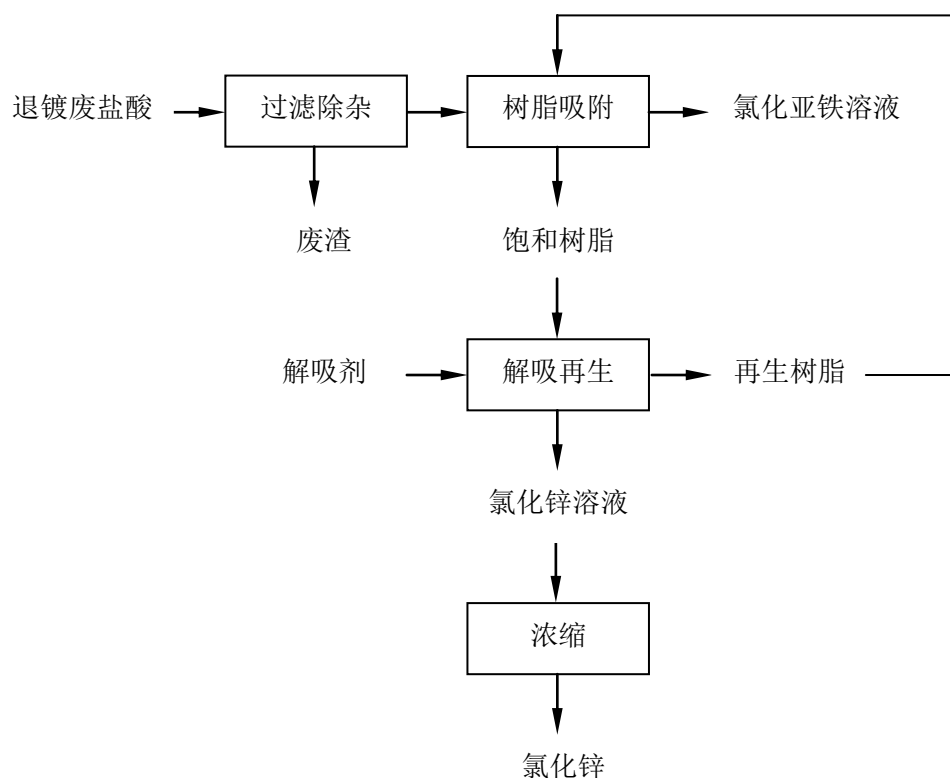 退镀废盐酸
过滤除杂
树脂吸附
氯化亚铁溶液
废渣
饱和树脂
解吸剂
解吸再生
再生树脂
氯化锌溶液
浓缩
氯化锌